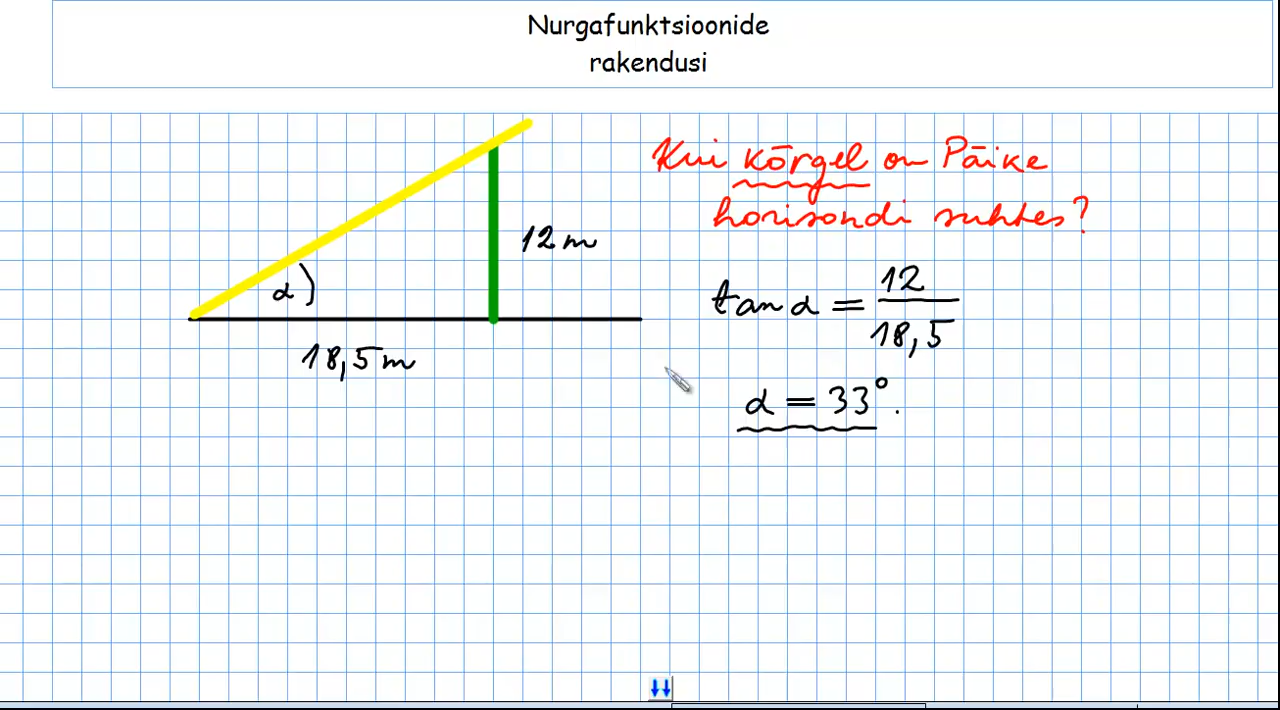 Nurgafunktsioonide
rakendusi
Kui kõrgel on Päike
horisondi suhtes?
12 m
α
18,5 m
tan α = 12/18,5
α = 33°.